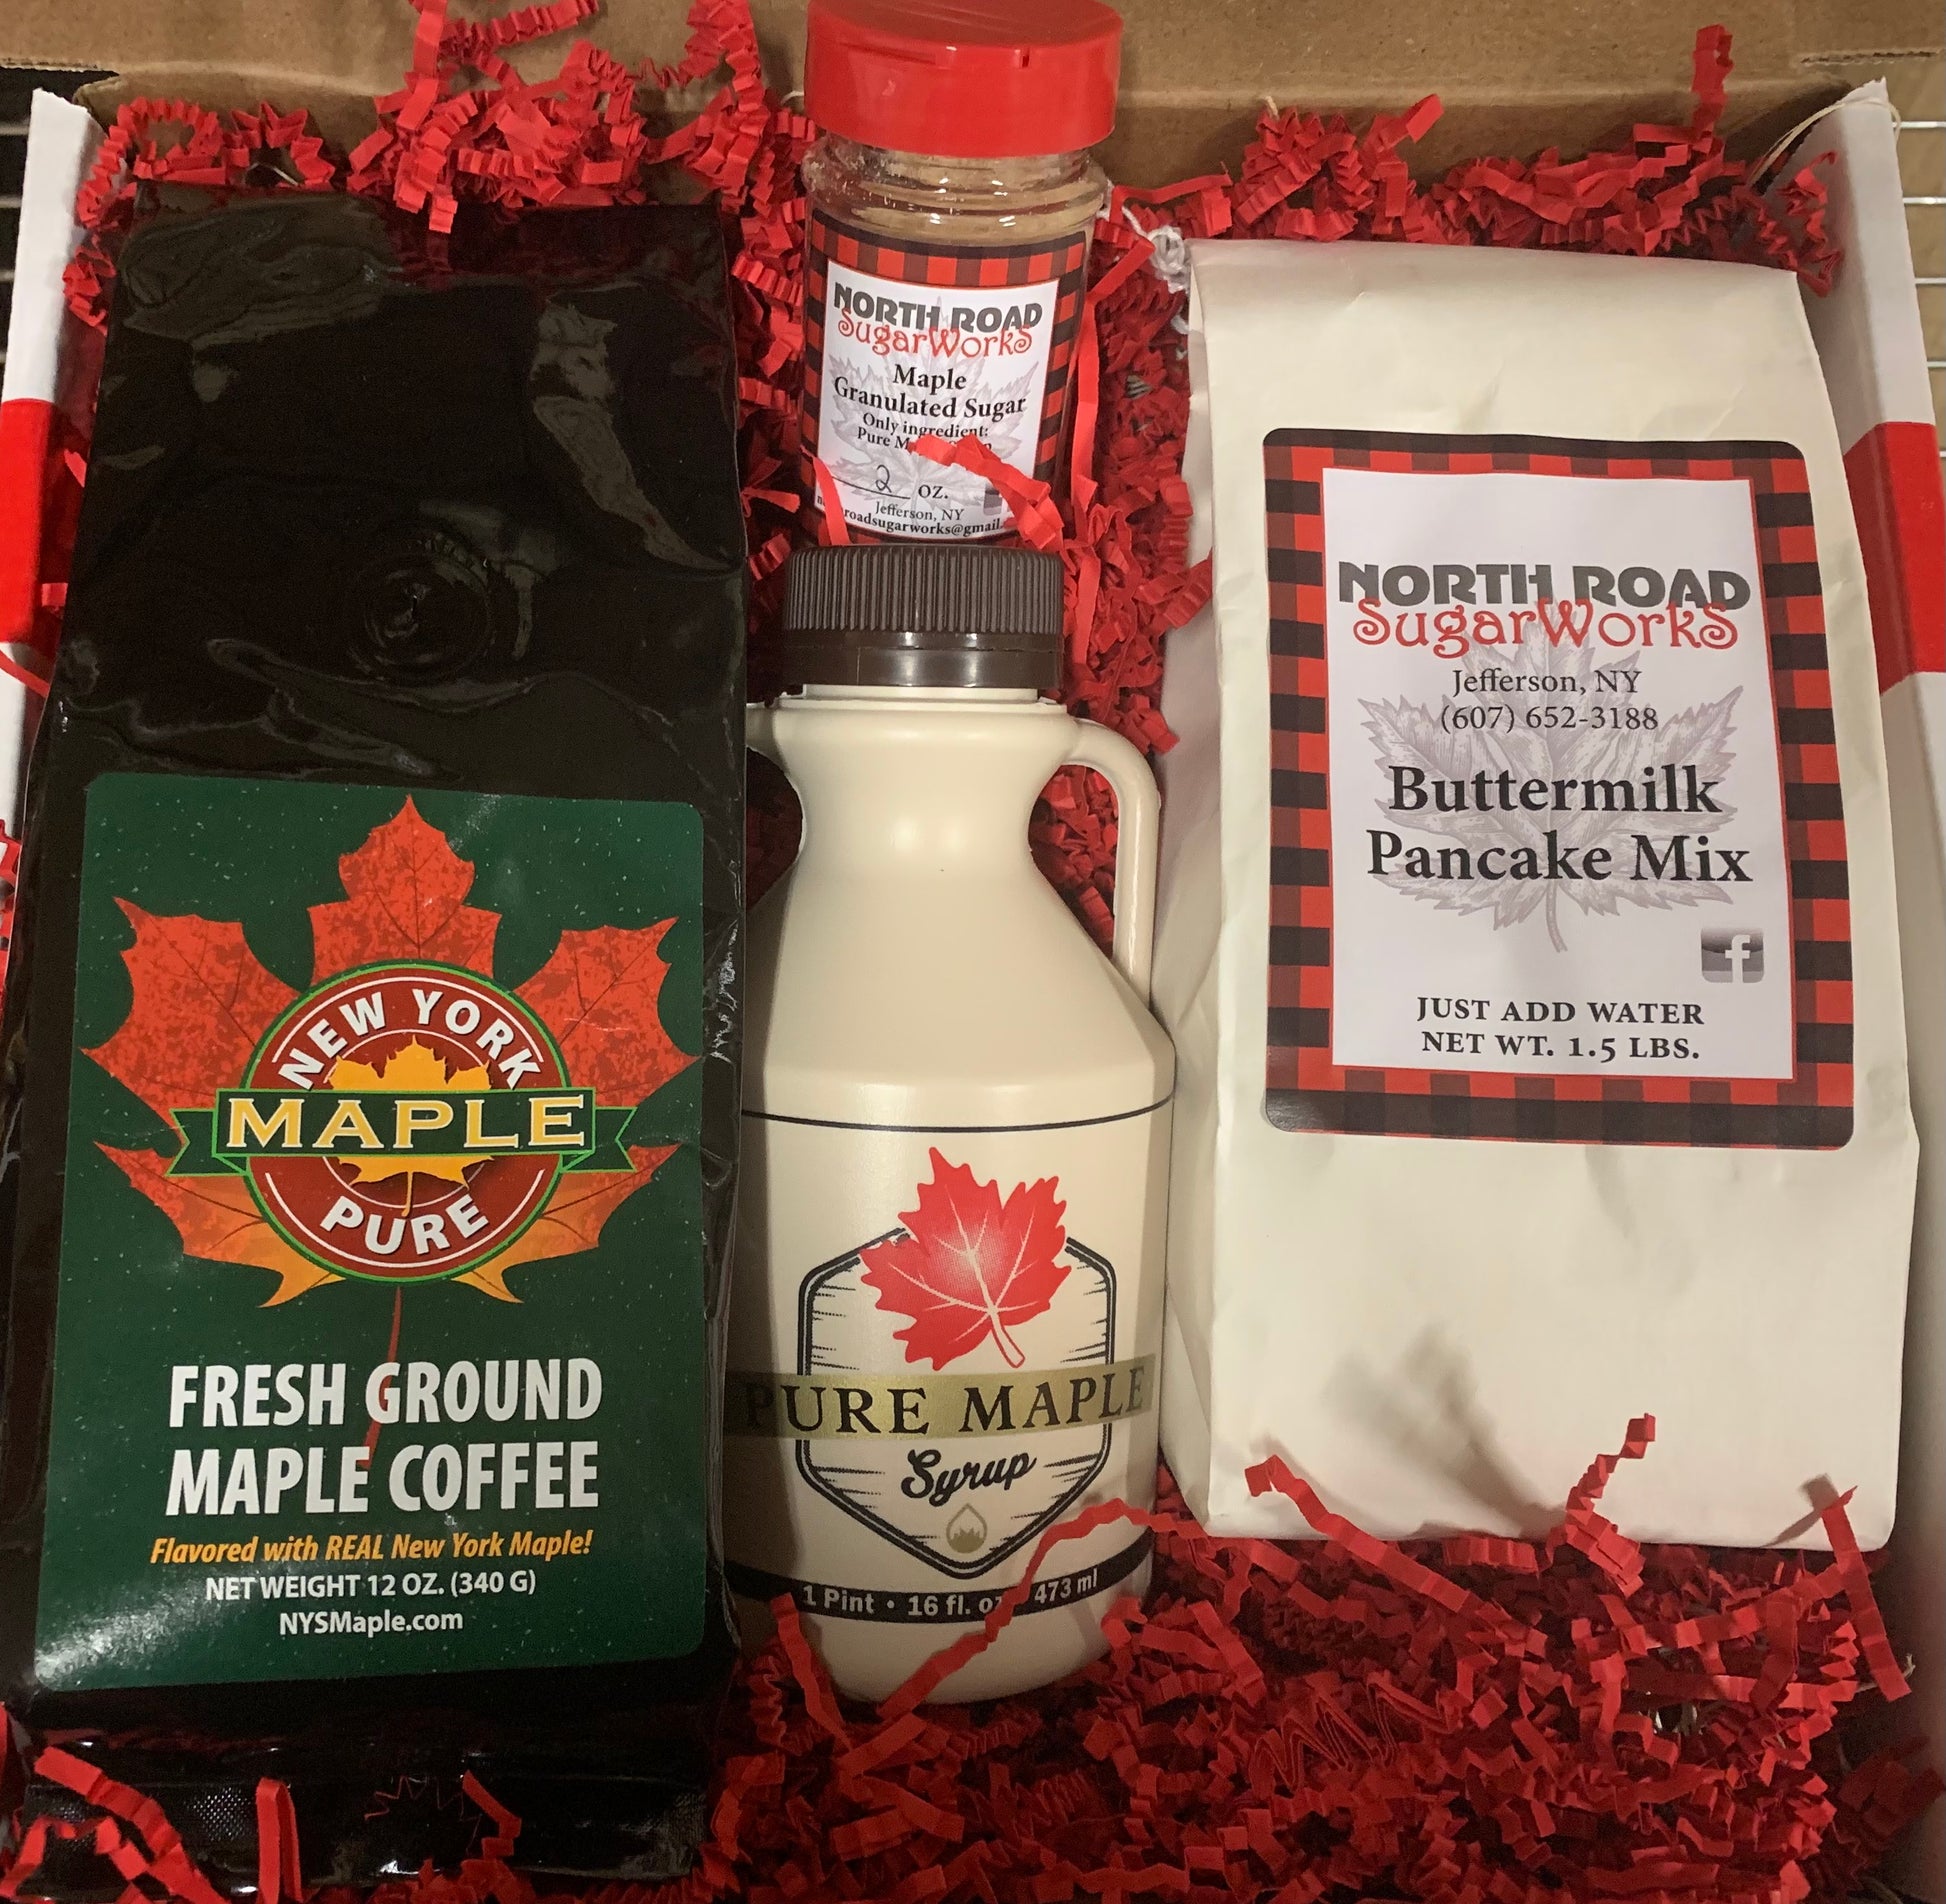 NEW YORK
MAPLE
PURE
FRESH GROUND
MAPLE COFFEE
Flavored with REAL New York Maple!
NET WEIGHT 12 OZ. (340 G)
NYSMaple.com
NORTH ROAD
SugarWorks
Maple
Granulated Sugar
Only ingredient:
Pure
2 OZ.
Jefferson, NY
roadsugarworks@gmail.
PURE MAPLE
Syrup
1 Pint • 16 fl. oz 473 ml
NORTH ROAD
SugarWorks
Jefferson, NY
(607) 652-3188
Buttermilk
Pancake Mix
f
JUST ADD WATER
NET WT. 1.5 LBS.